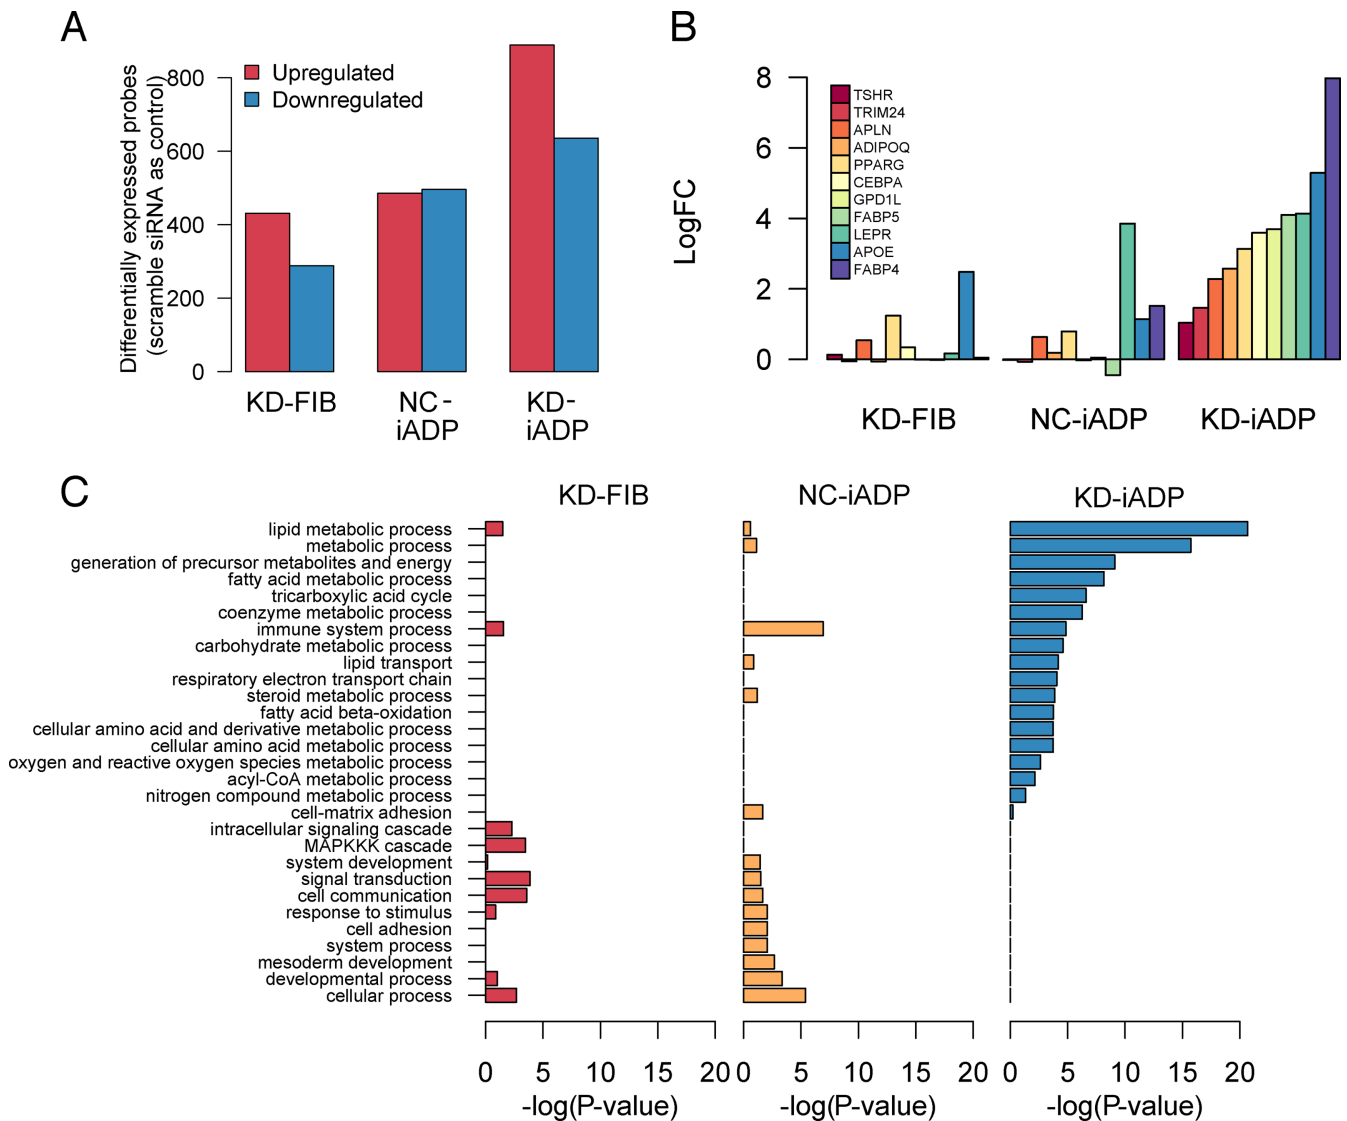 A
Differentially expressed probes
(scramble siRNA as control)
800
600
400
200
0
Upregulated
Downregulated
KD-FIB
NC-
iADP
KD-
iADP
B
LogFC
8
6
4
2
0
TSHR
TRIM24
APLN
ADIPOQ
PPARG
CEBPA
GPD1L
FABP5
LEPR
APOE
FABP4
KD-FIB
NC-iADP
KD-iADP
C
KD-FIB
NC-iADP
KD-iADP
lipid metabolic process
metabolic process
generation of precursor metabolites and energy
fatty acid metabolic process
tricarboxylic acid cycle
coenzyme metabolic process
immune system process
carbohydrate metabolic process
lipid transport
respiratory electron transport chain
steroid metabolic process
fatty acid beta-oxidation
cellular amino acid and derivative metabolic process
cellular amino acid metabolic process
oxygen and reactive oxygen species metabolic process
acyl-CoA metabolic process
nitrogen compound metabolic process
cell-matrix adhesion
intracellular signaling cascade
MAPKKK cascade
system development
signal transduction
cell communication
response to stimulus
cell adhesion
system process
mesoderm development
developmental process
cellular process
0 5 10 15 20
-log(P-value)
0 5 10 15 20
-log(P-value)
0 5 10 15 20
-log(P-value)